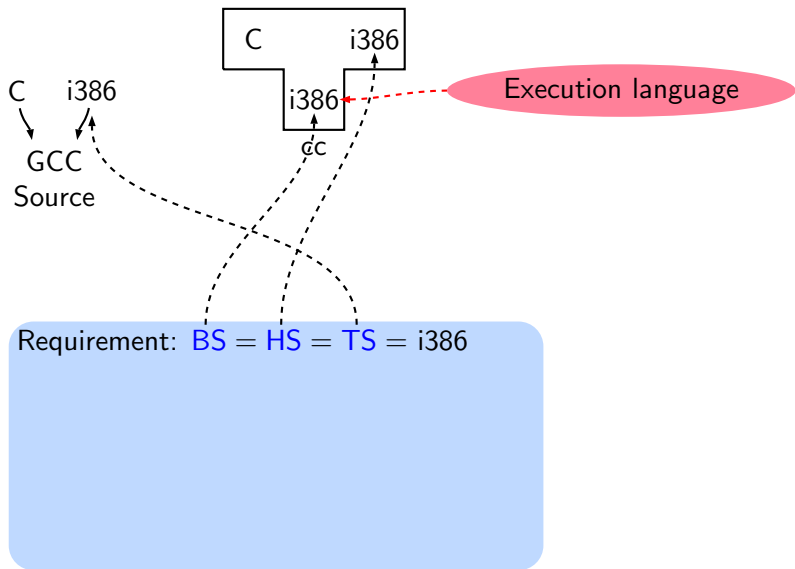 C i386
i386
cc
Execution language
C i386
GCC
Source
Requirement: BS = HS = TS = i386